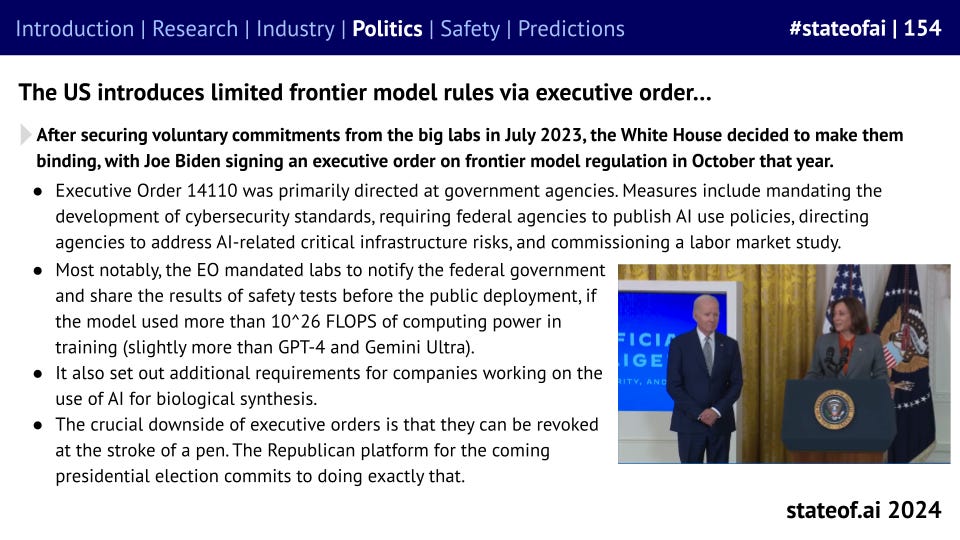 Introduction | Research | Industry | Politics | Safety | Predictions
#stateofai | 154
The US introduces limited frontier model rules via executive order...
After securing voluntary commitments from the big labs in July 2023, the White House decided to make them
binding, with Joe Biden signing an executive order on frontier model regulation in October that year.
● Executive Order 14110 was primarily directed at government agencies. Measures include mandating the
development of cybersecurity standards, requiring federal agencies to publish AI use policies, directing
agencies to address AI-related critical infrastructure risks, and commissioning a labor market study.
● Most notably, the EO mandated labs to notify the federal government
and share the results of safety tests before the public deployment, if
the model used more than 10^26 FLOPS of computing power in
training (slightly more than GPT-4 and Gemini Ultra).
● It also set out additional requirements for companies working on the
use of AI for biological synthesis.
● The crucial downside of executive orders is that they can be revoked
at the stroke of a pen. The Republican platform for the coming
presidential election commits to doing exactly that.
FICIA
LIGE
RITY, AND
stateof.ai 2024